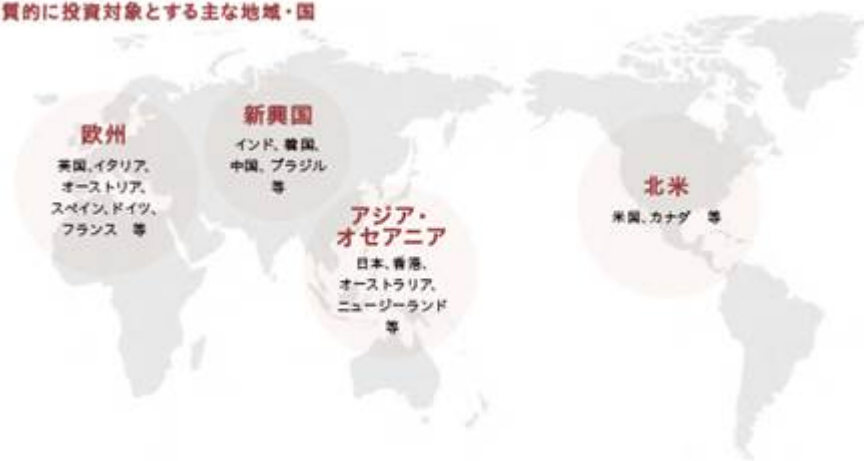 質的に投資対象とする主な地域・国
欧州
英国、イタリア、
オーストリア、
スペイン、ドイツ、
フランス 等
新興国
インド、韓国、
中国、ブラジル
等
アジア・
オセアニア
日本、香港、
オーストラリア、
ニュージーランド
等
北米
米国、カナダ 等